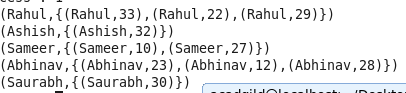 (Rahul,{(Rahul,33),(Rahul,22),(Rahul,29)})
(Ashish,{(Ashish,32)})
(Sameer,{(Sameer,10),(Sameer,27)})
(Abhinav,{(Abhinav,23),(Abhinav,12),(Abhinav,28)})
(Saurabh,{(Saurabh,30)})